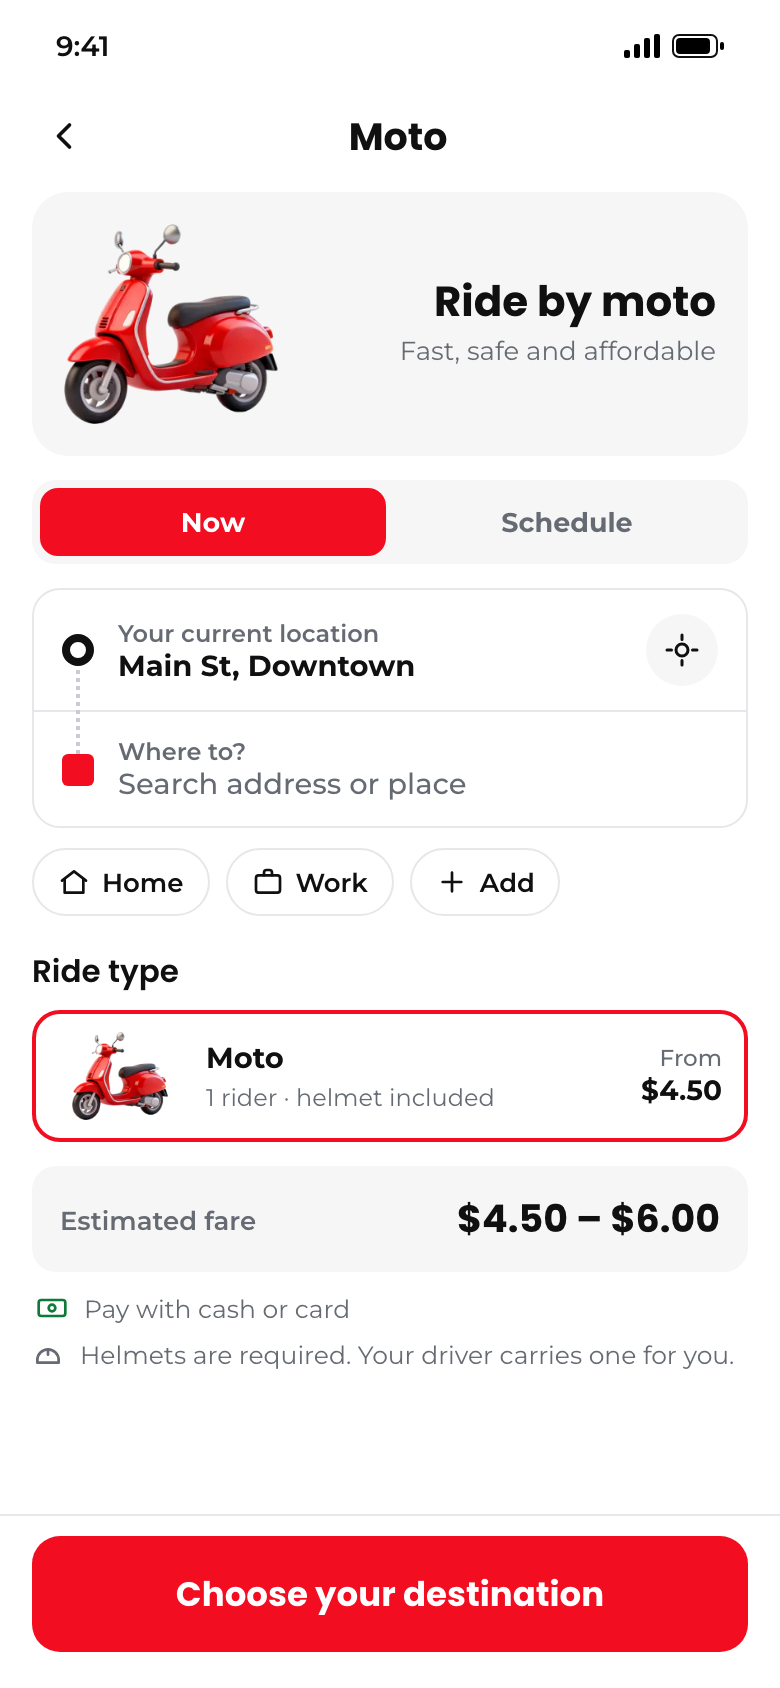 9:41
Moto
Ride by moto
Fast, safe and affordable
Now
Schedule
Your current location
Main St, Downtown
Where to?
Search address or place
Home
Work
Add
Ride type
Moto
1 rider · helmet included
From
$4.50
Estimated fare
$4.50 – $6.00
Pay with cash or card
Helmets are required. Your driver carries one for you.
Choose your destination